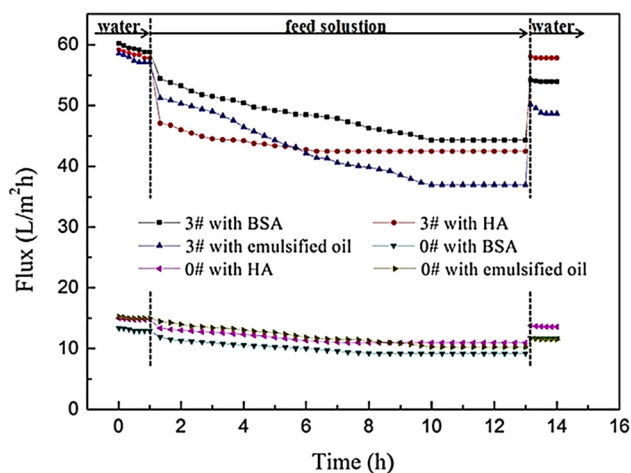 water
feed solustion
water
60
50
40
30
20
10
0
Flux (L/m²h)
3# with BSA
3# with HA
3# with emulsified oil
0# with BSA
0# with HA
0# with emulsified oil
0 2 4 6 8 10 12 14 16
Time (h)